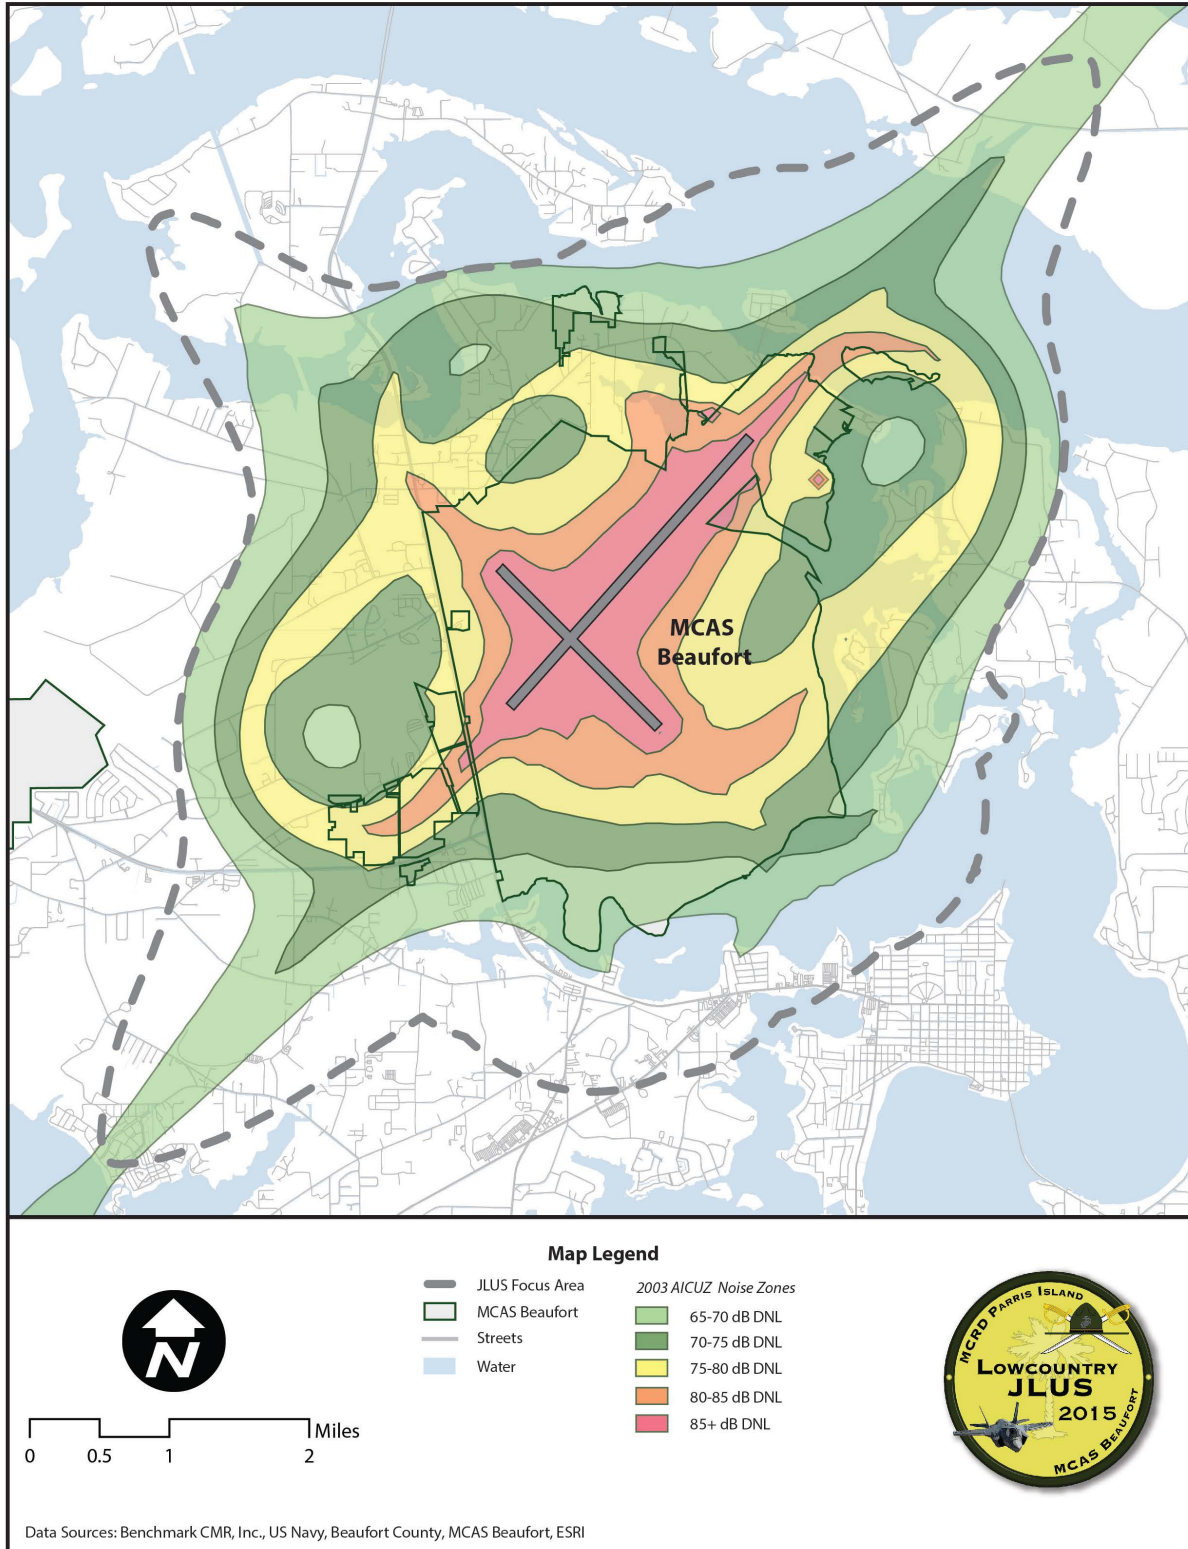 MCAS
Beaufort
Map Legend
JLUS Focus Area
MCAS Beaufort
Streets
Water
2003 AICUZ Noise Zones
65-70 dB DNL
70-75 dB DNL
75-80 dB DNL
80-85 dB DNL
85+ dB DNL
N
0 0.5 1 2 Miles
MCRD PARRIS ISLAND
LOWCOUNTRY
JLUS
2015
MCAS BEAUFORT
Data Sources: Benchmark CMR, Inc., US Navy, Beaufort County, MCAS Beaufort, ESRI